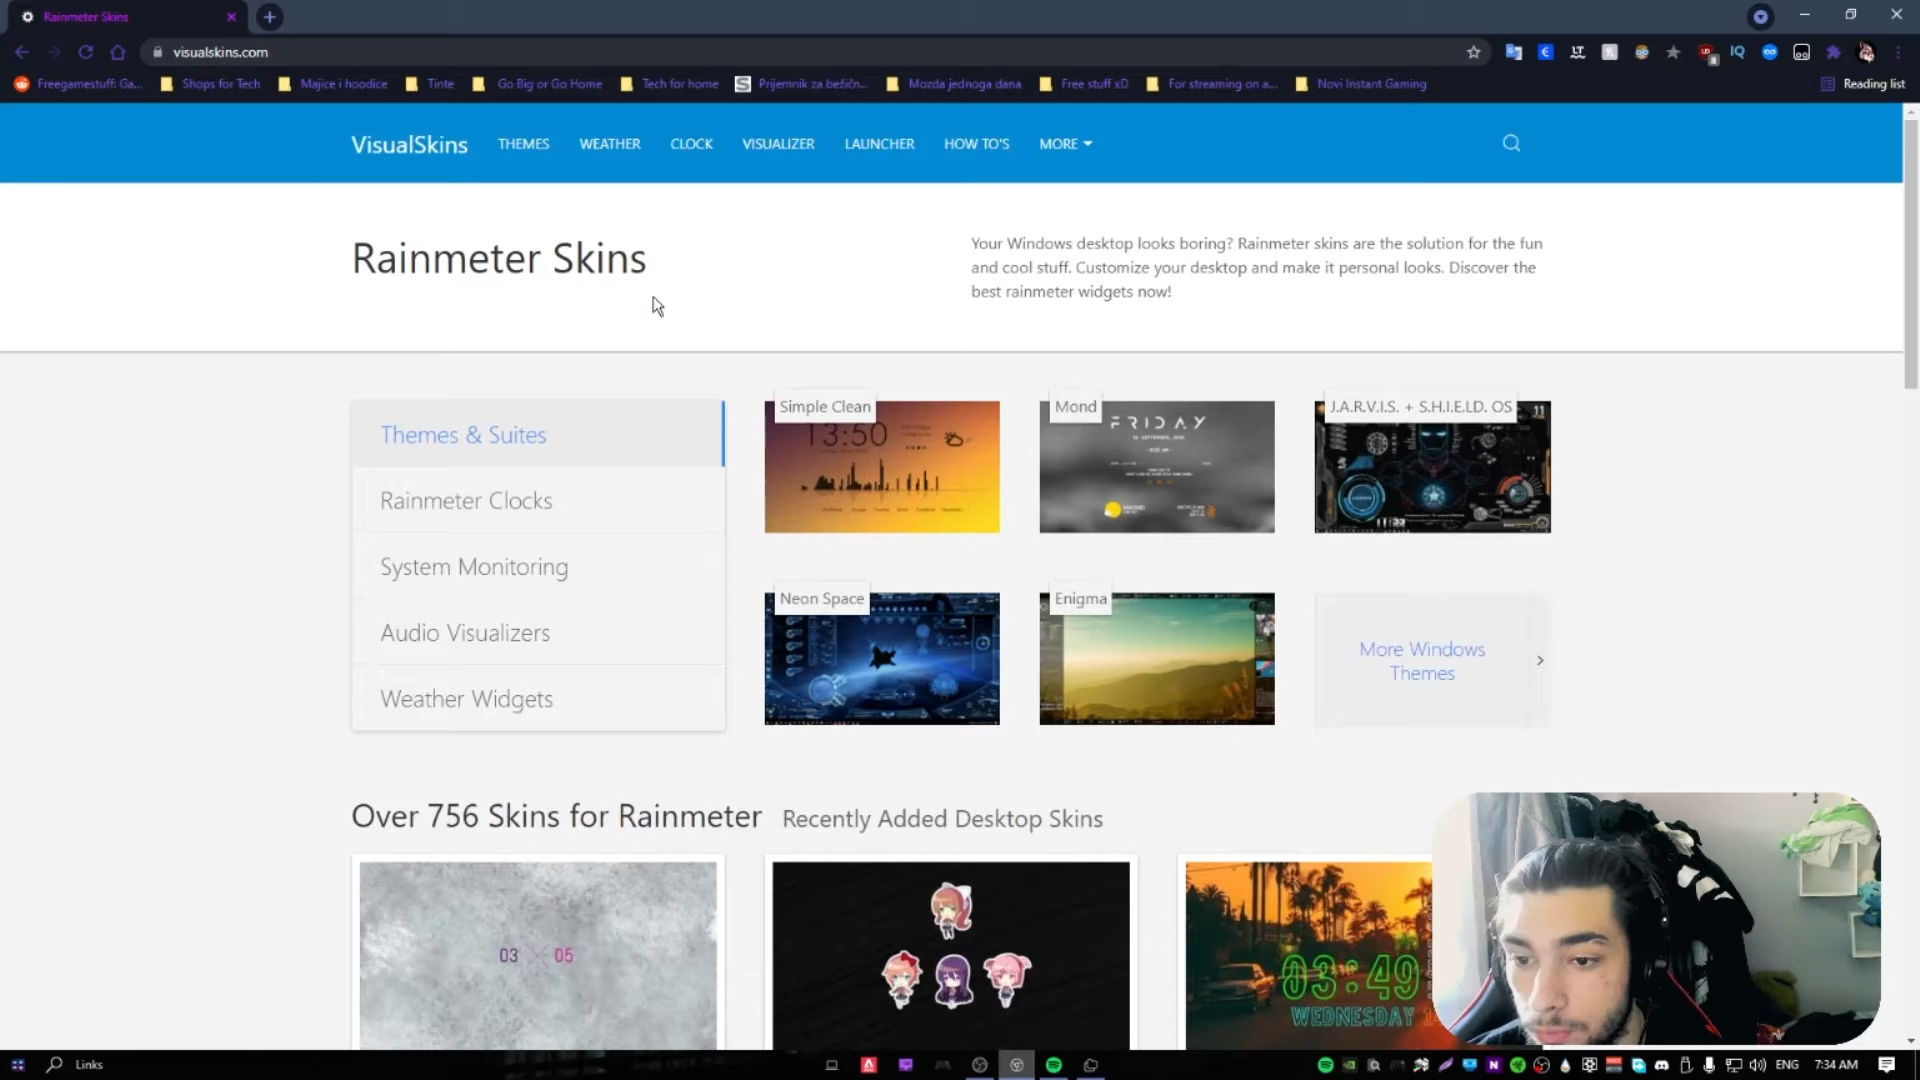 Rainmeter Skins
visualskins.com
Freegamestuff: Ga...
Shops for Tech
Majice i hoodice
Tinte
Go Big or Go Home
Tech for home
Prijemnik za bežičn...
Mozda jednoga dana
Free stuff xD
For streaming on a...
Novi Instant Gaming
Reading list
VisualSkins
THEMES
WEATHER
CLOCK
VISUALIZER
LAUNCHER
HOW TO'S
MORE
Rainmeter Skins
Your Windows desktop looks boring? Rainmeter skins are the solution for the fun
and cool stuff. Customize your desktop and make it personal looks. Discover the
best rainmeter widgets now!
Themes & Suites
Rainmeter Clocks
System Monitoring
Audio Visualizers
Weather Widgets
Simple Clean
13:50
Mond
FRIDAY
J.A.R.V.I.S. + S.H.I.E.L.D. OS
11
Neon Space
Enigma
More Windows
Themes
Over 756 Skins for Rainmeter
Recently Added Desktop Skins
03
05
03:49
WEDNESDAY
Links
ENG
7:34 AM